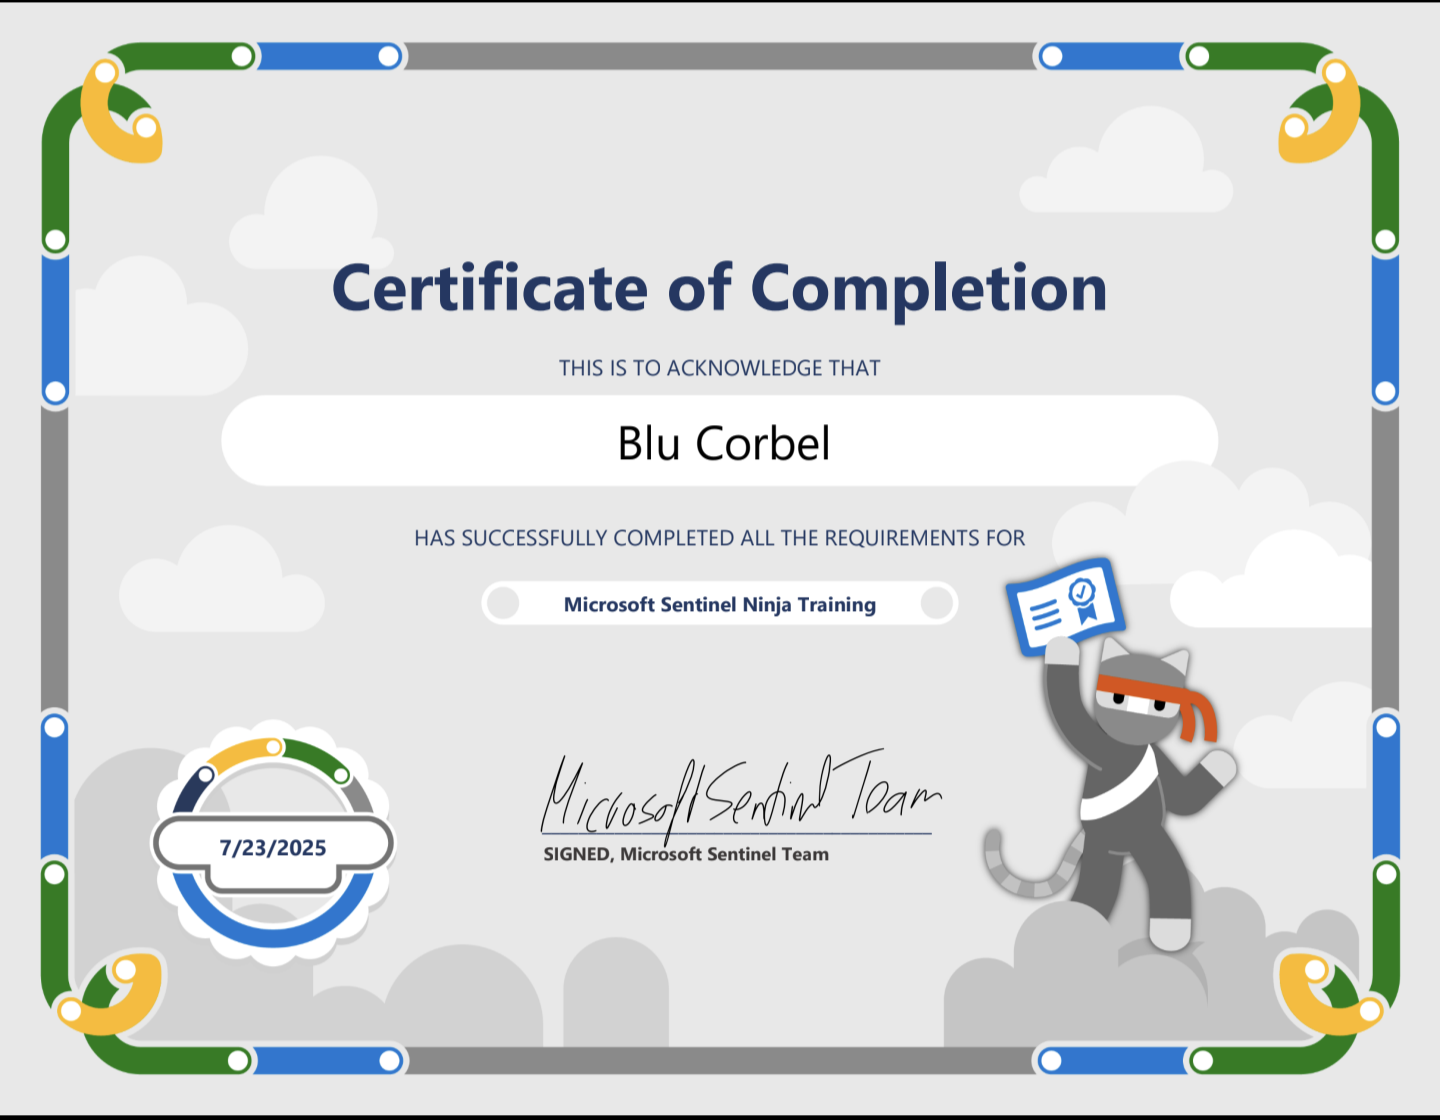 Certificate of Completion
THIS IS TO ACKNOWLEDGE THAT
Blu Corbel
HAS SUCCESSFULLY COMPLETED ALL THE REQUIREMENTS FOR
Microsoft Sentinel Ninja Training
7/23/2025
Microsoft Sentinel Team
SIGNED, Microsoft Sentinel Team